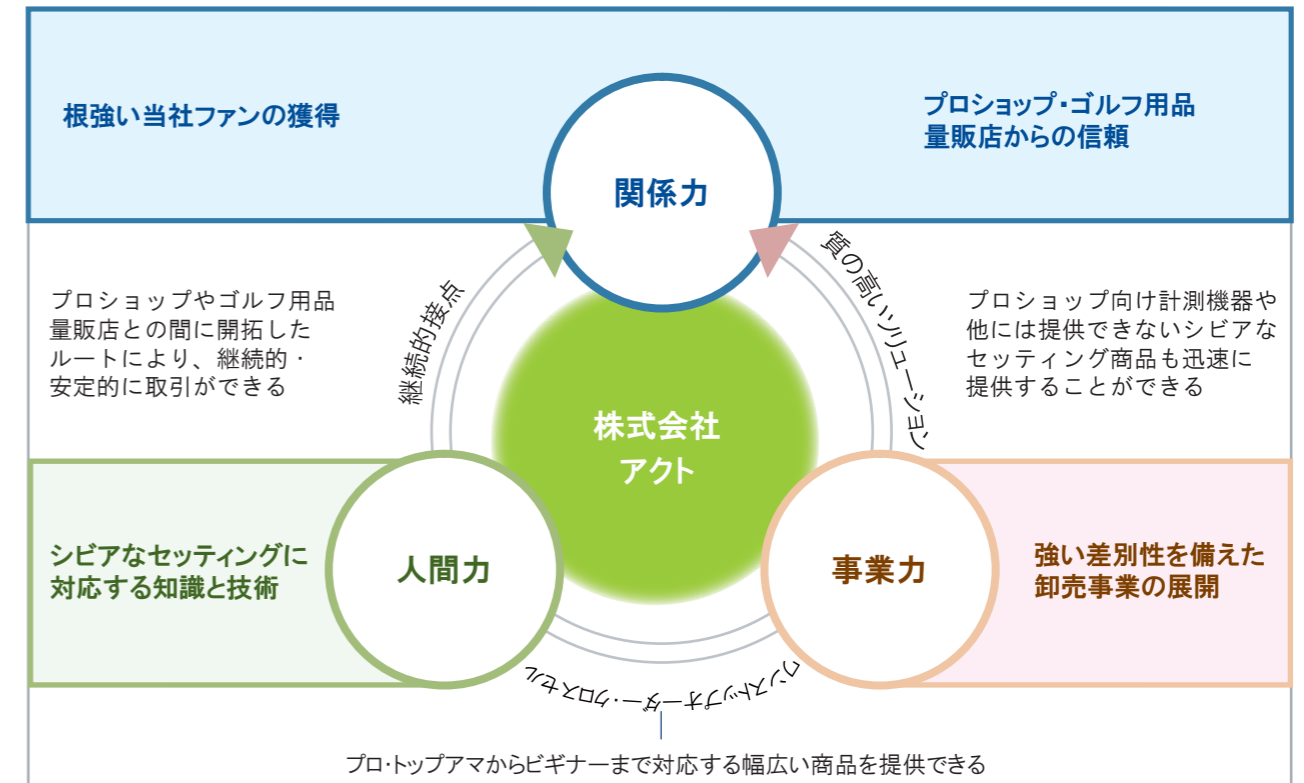 根強い当社ファンの獲得
プロショップ・ゴルフ用品
量販店からの信頼
関係力
継続的接点
質の高いソリューション
プロショップやゴルフ用品
量販店との間に開拓した
ルートにより、継続的・
安定的に取引ができる
プロショップ向け計測機器や
他には提供できないシビアな
セッティング商品も迅速に
提供することができる
株式会社
アクト
シビアなセッティングに
対応する知識と技術
人間力
事業力
強い差別性を備えた
卸売事業の展開
ワンストップオーダー・クロスセル
プロ・トップアマからビギナーまで対応する幅広い商品を提供できる